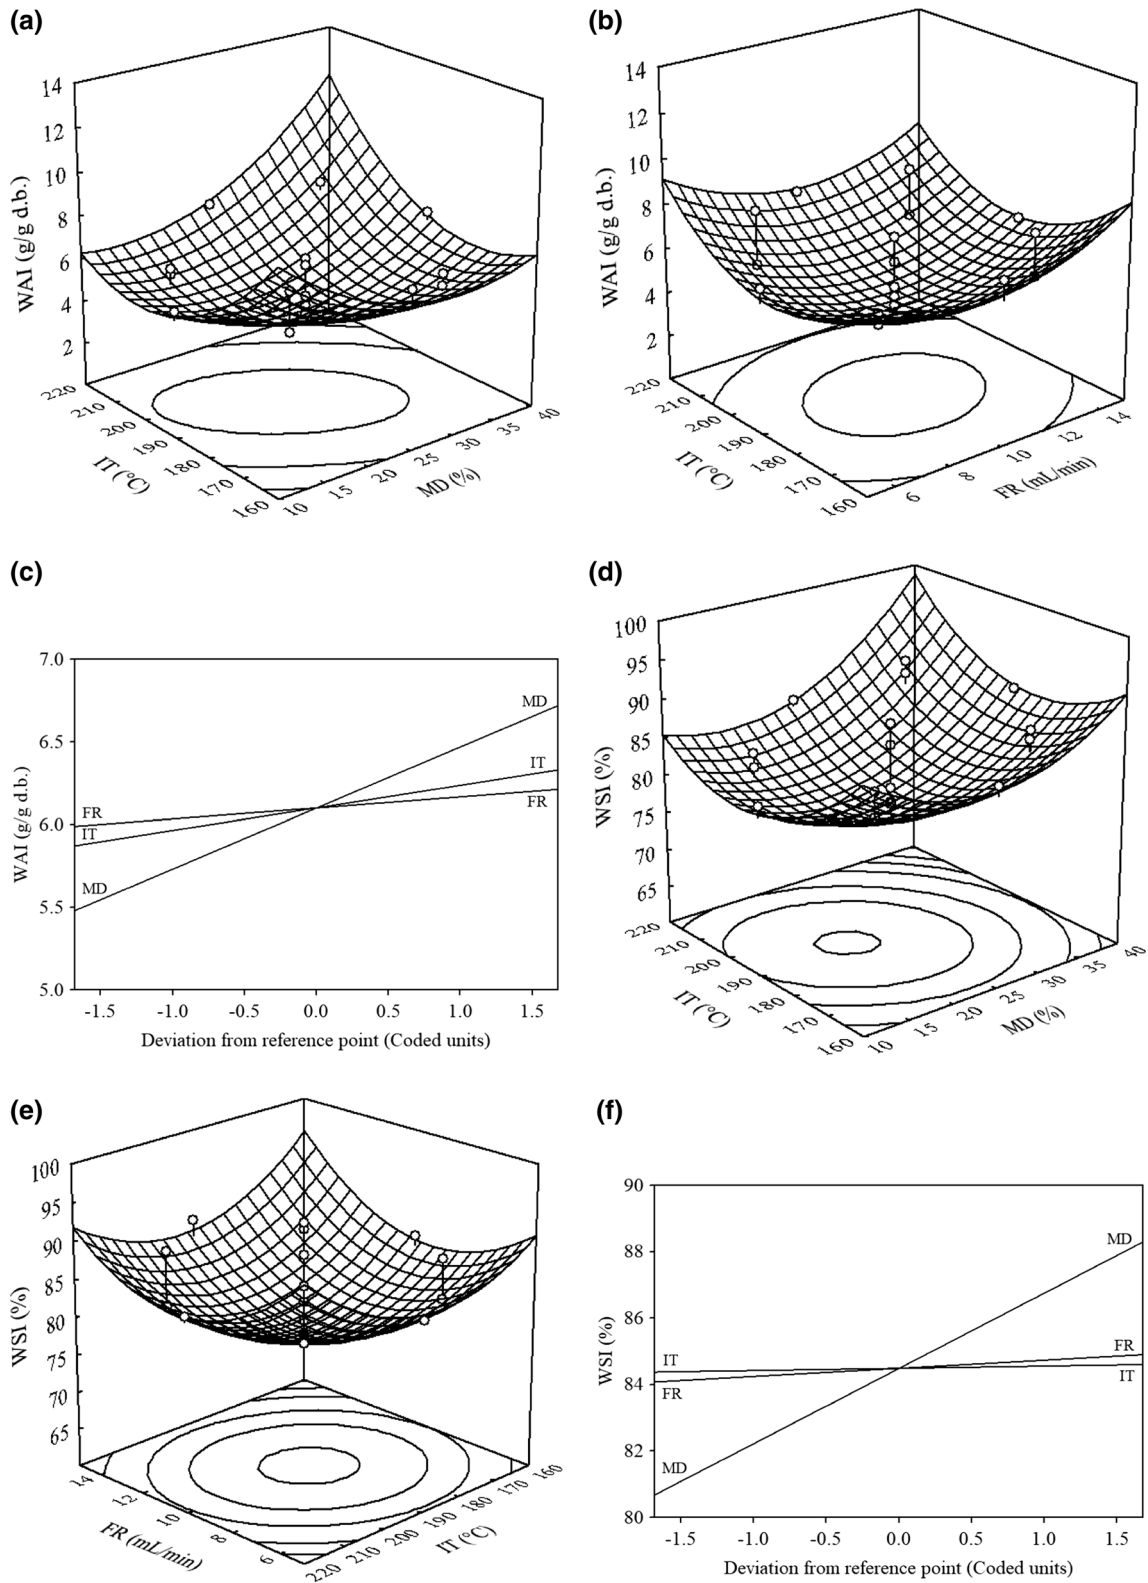 (a)
14
12
10
8
6
4
2
WAI (g/g d.b.)
220
210
200
190
180
170
160
IT (°C)
10
15
20
25
30
35
40
MD (%)
(b)
14
12
10
8
6
4
2
WAI (g/g d.b.)
220
210
200
190
180
170
160
IT (°C)
6
8
10
12
14
FR (mL/min)
(c)
7.0
6.5
6.0
5.5
5.0
WAI (g/g d.b.)
FR
IT
MD
MD
IT
FR
-1.5 -1.0 -0.5 0.0 0.5 1.0 1.5
Deviation from reference point (Coded units)
(d)
100
95
90
85
80
75
70
65
WSI (%)
220
210
200
190
180
170
160
IT (°C)
10
15
20
25
30
35
40
MD (%)
(e)
100
95
90
85
80
75
70
65
WSI (%)
14
12
10
8
6
FR (mL/min)
220
210
200
190
180
170
160
IT (°C)
(f)
90
88
86
84
82
80
WSI (%)
IT
FR
MD
MD
FR
IT
-1.5 -1.0 -0.5 0.0 0.5 1.0 1.5
Deviation from reference point (Coded units)